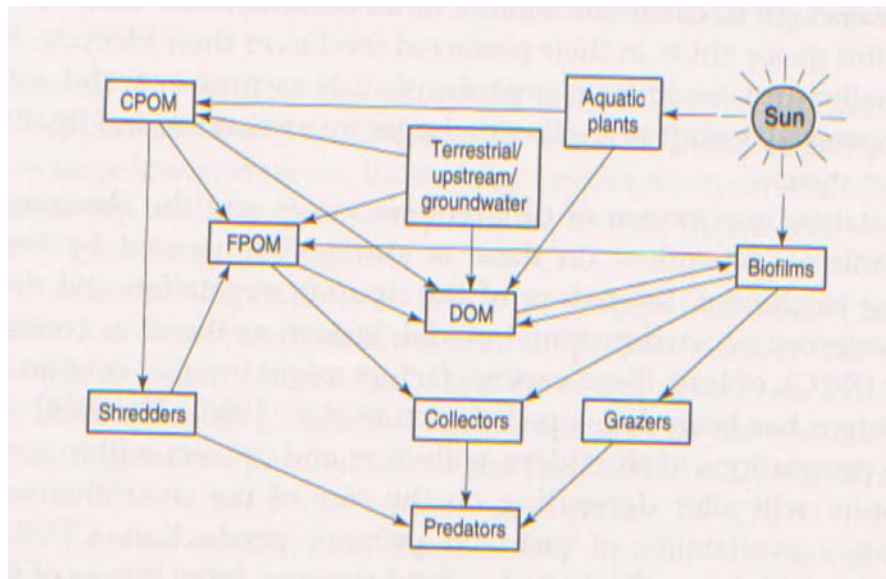 CPOM
Aquatic
plants
Sun
Terrestrial/
upstream/
groundwater
FPOM
Biofilms
DOM
Shredders
Collectors
Grazers
Predators